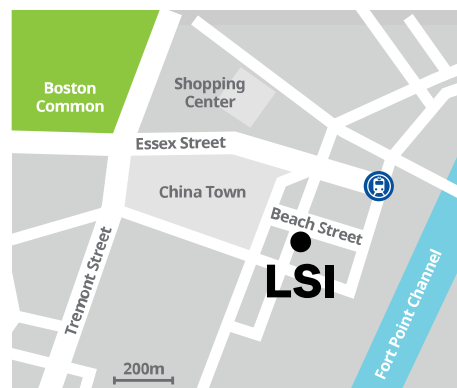 Boston
Common
Shopping
Center
Essex Street
China Town
Beach Street
LSI
Tremont Street
Fort Point Channel
200m